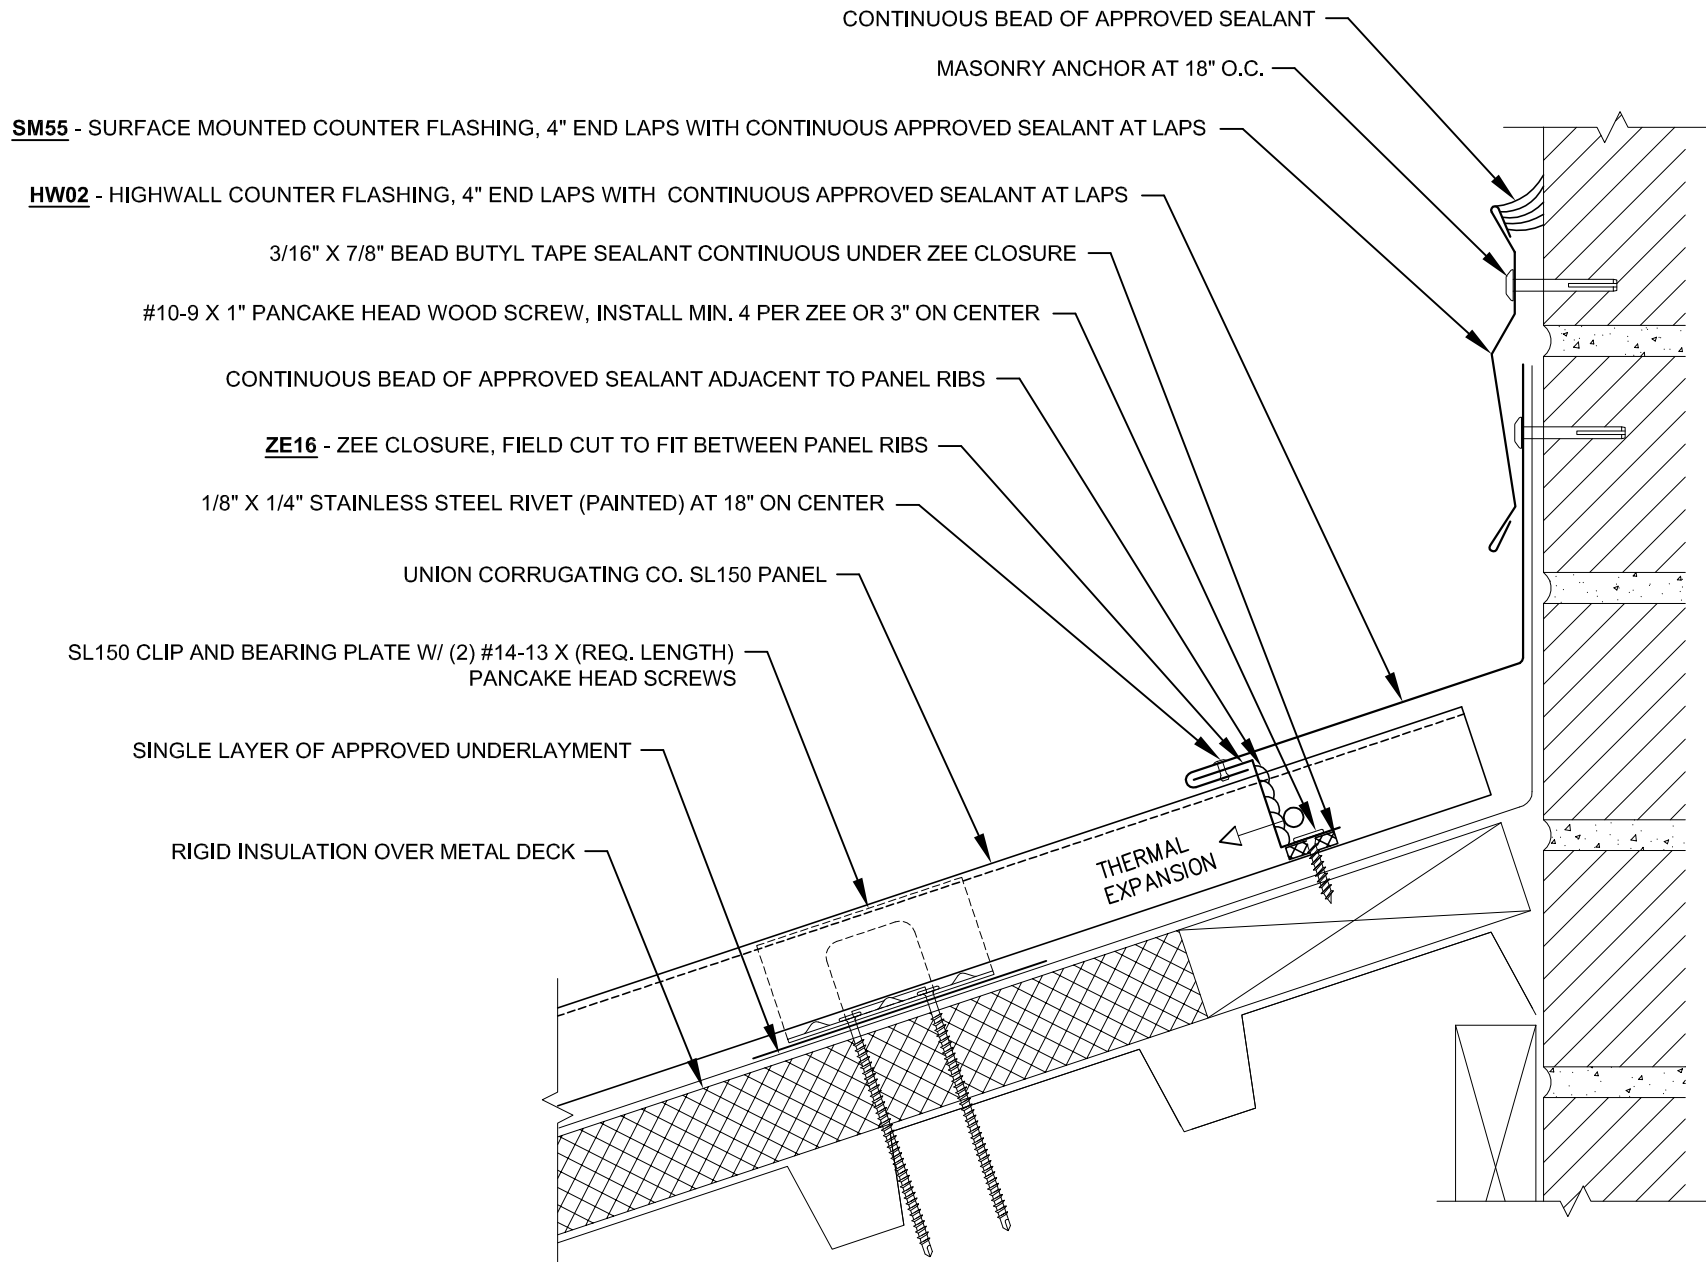 CONTINUOUS BEAD OF APPROVED SEALANT
MASONRY ANCHOR AT 18" O.C.
SM55 - SURFACE MOUNTED COUNTER FLASHING, 4" END LAPS WITH CONTINUOUS APPROVED SEALANT AT LAPS
HW02 - HIGHWALL COUNTER FLASHING, 4" END LAPS WITH CONTINUOUS APPROVED SEALANT AT LAPS
3/16" X 7/8" BEAD BUTYL TAPE SEALANT CONTINUOUS UNDER ZEE CLOSURE
#10-9 X 1" PANCAKE HEAD WOOD SCREW, INSTALL MIN. 4 PER ZEE OR 3" ON CENTER
CONTINUOUS BEAD OF APPROVED SEALANT ADJACENT TO PANEL RIBS
ZE16 - ZEE CLOSURE, FIELD CUT TO FIT BETWEEN PANEL RIBS
1/8" X 1/4" STAINLESS STEEL RIVET (PAINTED) AT 18" ON CENTER
UNION CORRUGATING CO. SL150 PANEL
SL150 CLIP AND BEARING PLATE W/ (2) #14-13 X (REQ. LENGTH)
PANCAKE HEAD SCREWS
SINGLE LAYER OF APPROVED UNDERLAYMENT
RIGID INSULATION OVER METAL DECK
THERMAL
EXPANSION